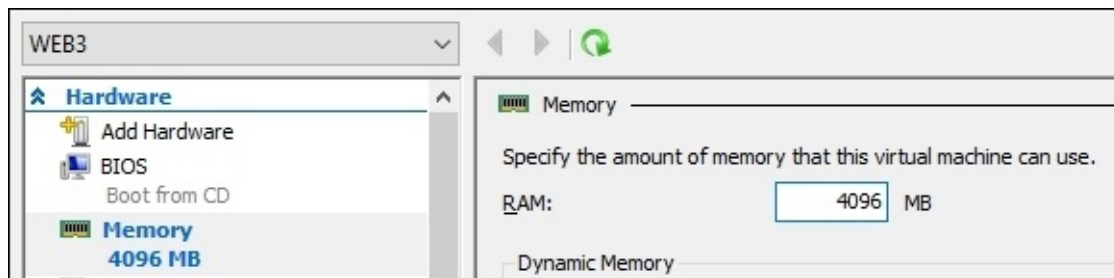 WEB3
Hardware
Add Hardware
BIOS
Boot from CD
Memory
4096 MB
Memory
Specify the amount of memory that this virtual machine can use.
RAM: 4096 MB
Dynamic Memory